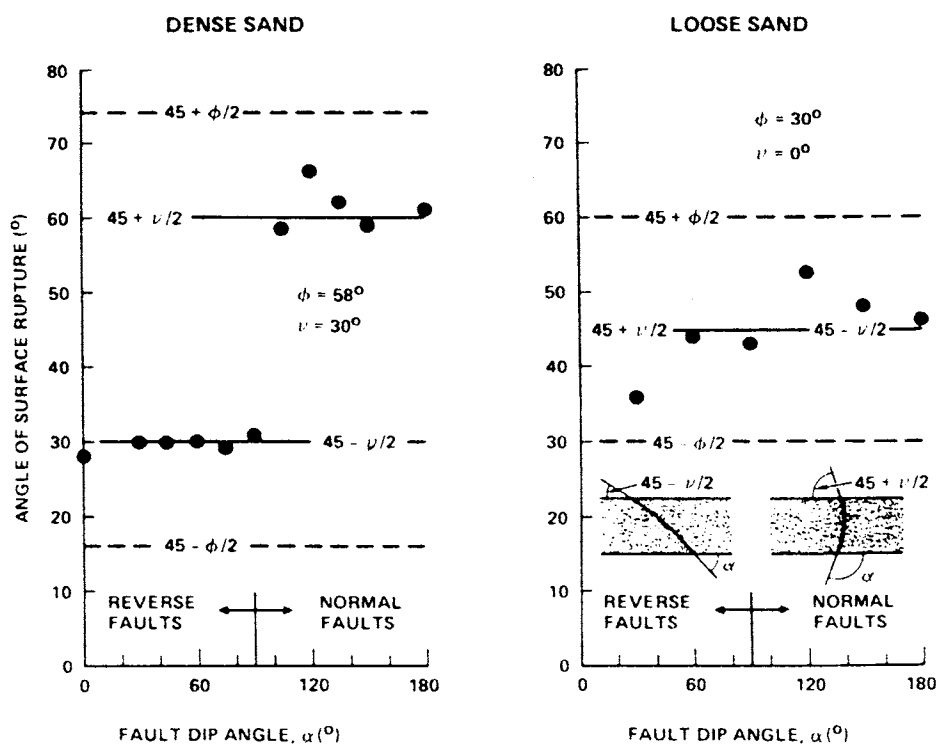 DENSE SAND
80
70
60
50
40
30
20
10
0
ANGLE OF SURFACE RUPTURE (°)
45 + ϕ/2
45 + ν/2
ϕ = 58°
ν = 30°
45 - ν/2
45 - ϕ/2
REVERSE FAULTS
NORMAL FAULTS
0 60 120 180
FAULT DIP ANGLE, α (°)
LOOSE SAND
80
70
60
50
40
30
20
10
0
ϕ = 30°
ν = 0°
45 + ϕ/2
45 + ν/2
45 - ν/2
45 - ϕ/2
45 - ν/2
α
45 + ν/2
α
REVERSE FAULTS
NORMAL FAULTS
0 60 120 180
FAULT DIP ANGLE, α (°)